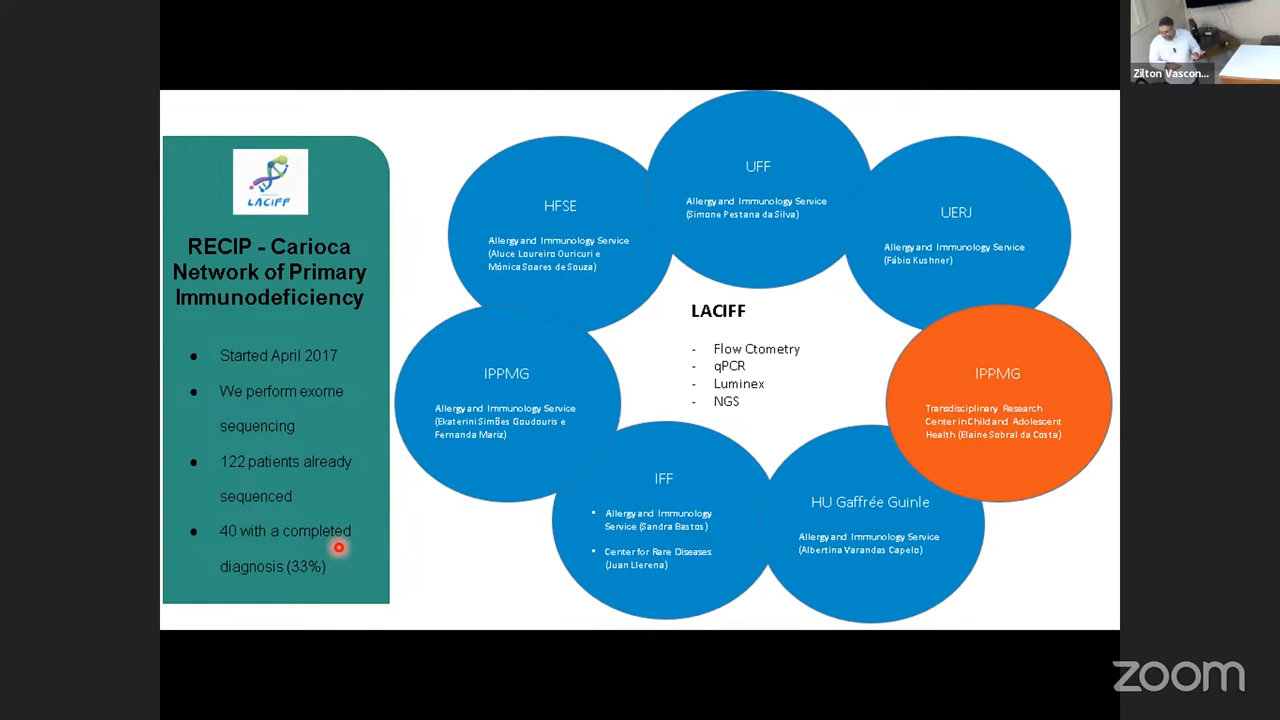 LACIFF
RECIP - Carioca
Network of Primary
Immunodeficiency
● Started April 2017
● We perform exome
sequencing
● 122 patients already
sequenced
● 40 with a completed
diagnosis (33%)
HFSE
Allergy and Immunology Service
(Aluce Loureiro Ouricuri e
Mônica Soares de Souza)
UFF
Allergy and Immunology Service
(Simone Pestana da Silva)
UERJ
Allergy and Immunology Service
(Fábio Kushner)
IPPMG
Allergy and Immunology Service
(Ekaterini Simões Goudouris e
Fernanda Mariz)
LACIFF
- Flow Ctometry
- qPCR
- Luminex
- NGS
IPPMG
Transdisciplinary Research
Center in Child and Adolescent
Health (Elaine Sobral da Costa)
IFF
▪ Allergy and Immunology
Service (Sandra Bastos)
▪ Center for Rare Diseases
(Juan Llerena)
HU Gaffrée Guinle
Allergy and Immunology Service
(Albertina Varandas Capelo)
Zilton Vascon...
zoom